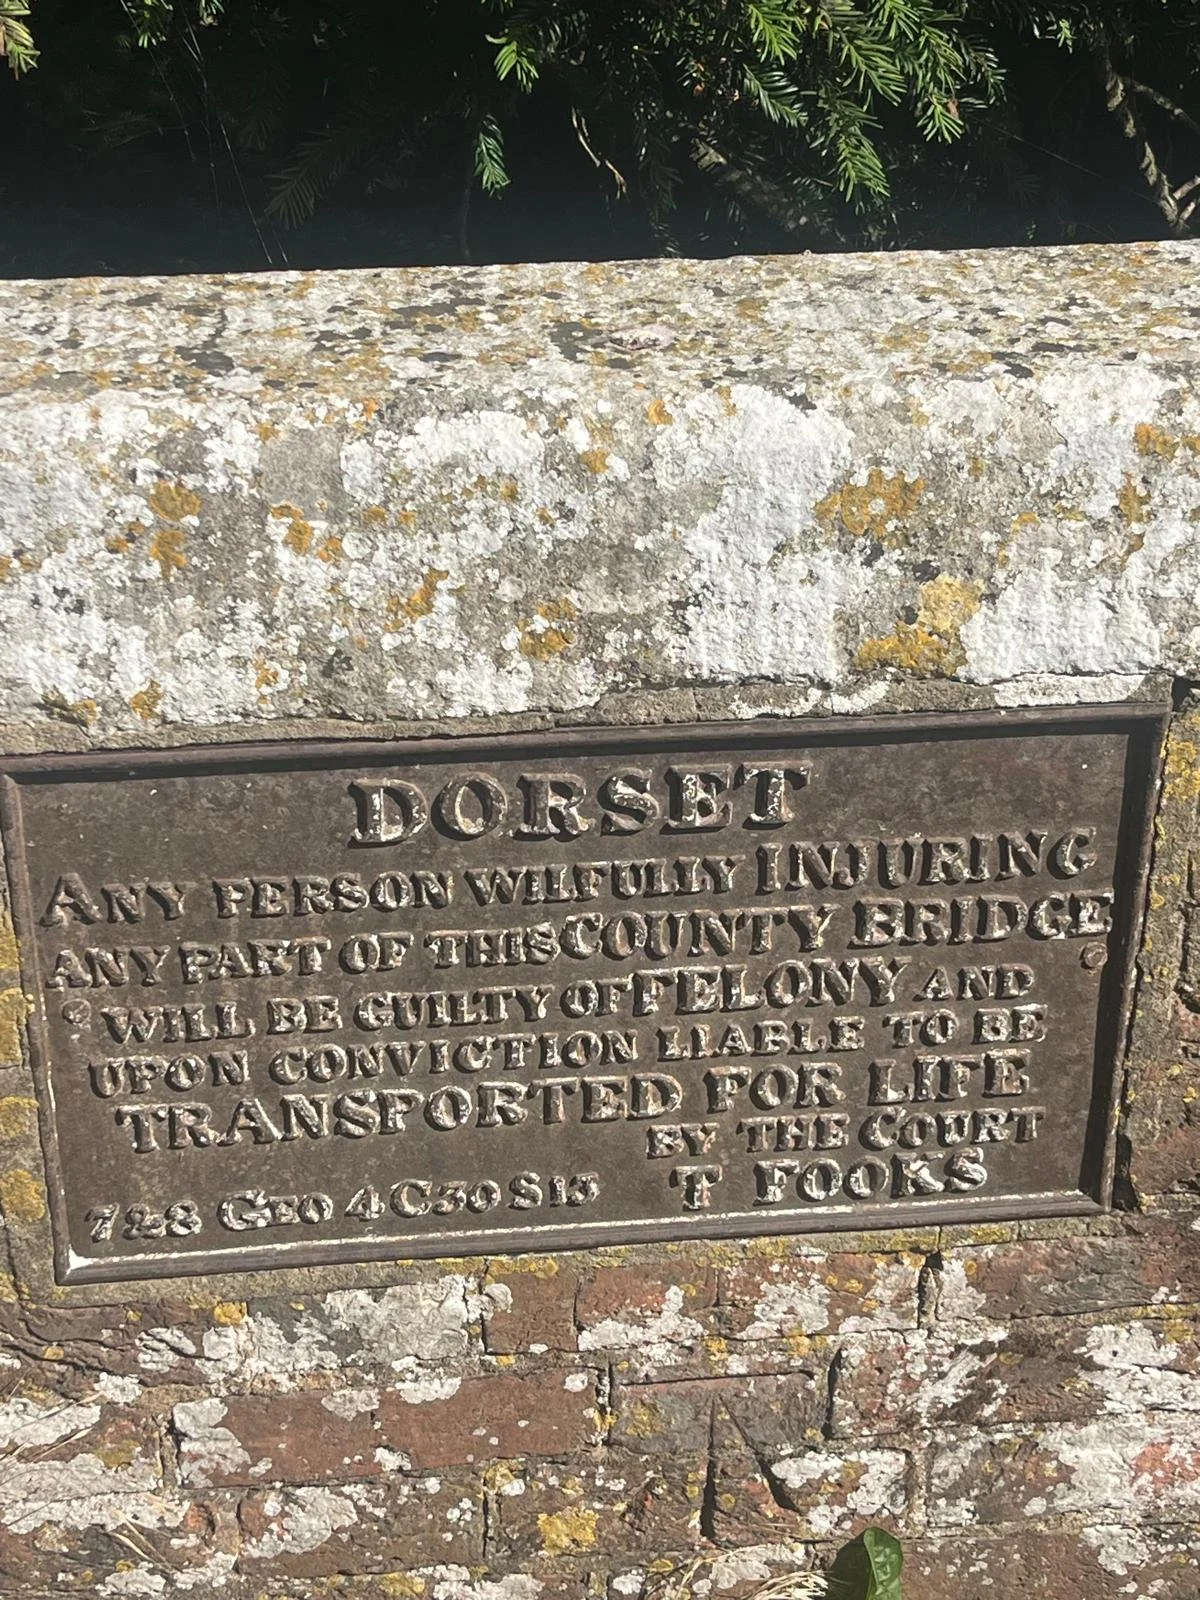 DORSET
ANY PERSON WILFULLY INJURING
ANY PART OF THIS COUNTY BRIDGE
WILL BE GUILTY OF FELONY AND
UPON CONVICTION LIABLE TO BE
TRANSPORTED FOR LIFE
BY THE COURT
7&8 GEO 4 C30 S13 T FOOKS